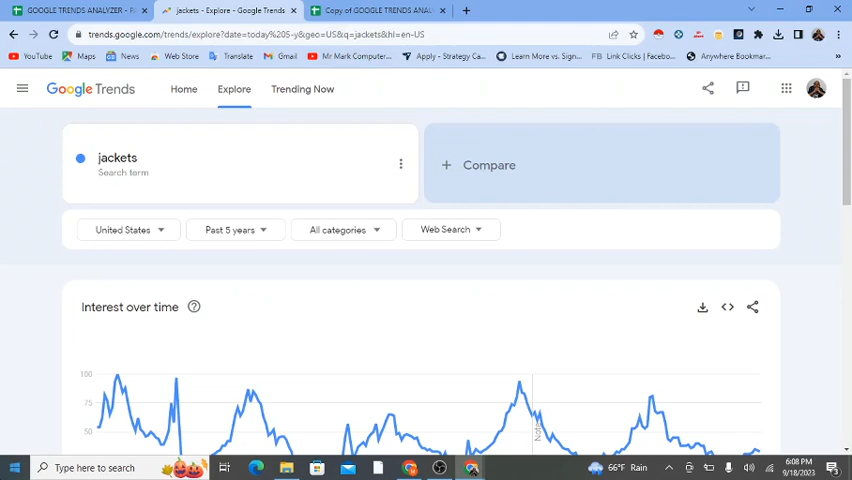 GOOGLE TRENDS ANALYZER - F
jackets - Explore - Google Trends
Copy of GOOGLE TRENDS ANAL
trends.google.com/trends/explore?date=today%205-y&geo=US&q=jackets&hl=en-US
YouTube Maps News Web Store Translate Gmail Mr Mark Computer... Apply - Strategy Ca... Learn More vs. Sign... Link Clicks | Faceboo... Anywhere Bookmar...
Google Trends Home Explore Trending Now
jackets
Search term
+ Compare
United States Past 5 years All categories Web Search
Interest over time
100
75
50
Note
Type here to search
66°F Rain
6:08 PM
9/18/2023